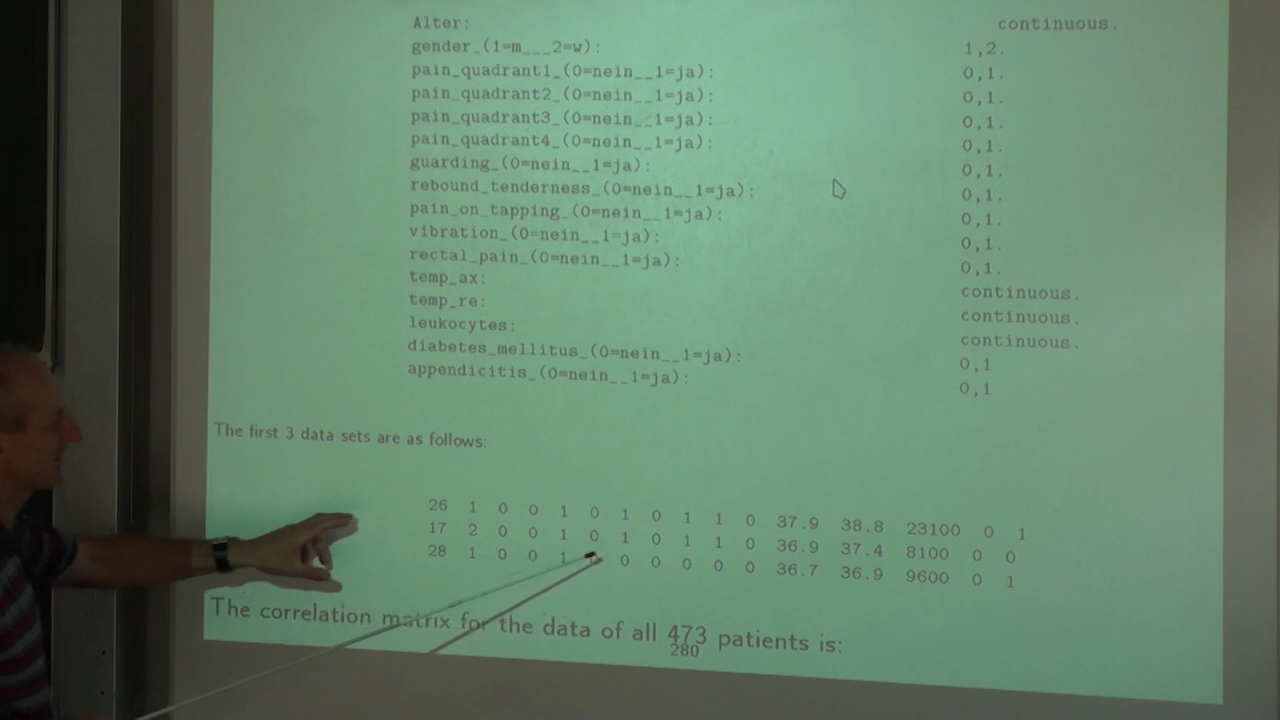 Alter: continuous.
gender_(1=m___2=w): 1,2.
pain_quadrant1_(0=nein__1=ja): 0,1.
pain_quadrant2_(0=nein__1=ja): 0,1.
pain_quadrant3_(0=nein__1=ja): 0,1.
pain_quadrant4_(0=nein__1=ja): 0,1.
guarding_(0=nein__1=ja): 0,1.
rebound_tenderness_(0=nein__1=ja): 0,1.
pain_on_tapping_(0=nein__1=ja): 0,1.
vibration_(0=nein__1=ja): 0,1.
rectal_pain_(0=nein__1=ja): 0,1.
temp_ax: continuous.
temp_re: continuous.
leukocytes: continuous.
diabetes_mellitus_(0=nein__1=ja): 0,1
appendicitis_(0=nein__1=ja): 0,1
The first 3 data sets are as follows:
26 1 0 0 1 0 1 0 1 1 0 37.9 38.8 23100 0 1
17 2 0 0 1 0 1 0 1 1 0 36.9 37.4 8100 0 0
28 1 0 0 1 0 0 0 0 0 36.7 36.9 9600 0 1
The correlation matrix for the data of all 473 patients is:
280